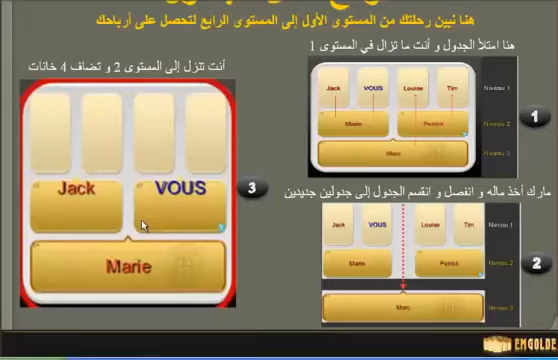 هنا نبين رحلتك من المستوى الأول إلى المستوى الرابع لتحصل على أرباحك
هنا امتلأ الجدول و أنت ما تزال في المستوى 1
Jack VOUS Louise Tim Niveau 1
Marie Patrick Niveau 2
Marc Niveau 3
1
أنت تنزل إلى المستوى 2 و تضاف 4 خانات
Jack VOUS
Marie
3
مارك أخذ ماله و انفصل و انقسم الجدول إلى جدولين جديدين
Jack VOUS Louise Tim Niveau 1
Marie Patrick Niveau 2
Marc Niveau 3
2
EMGOLDE